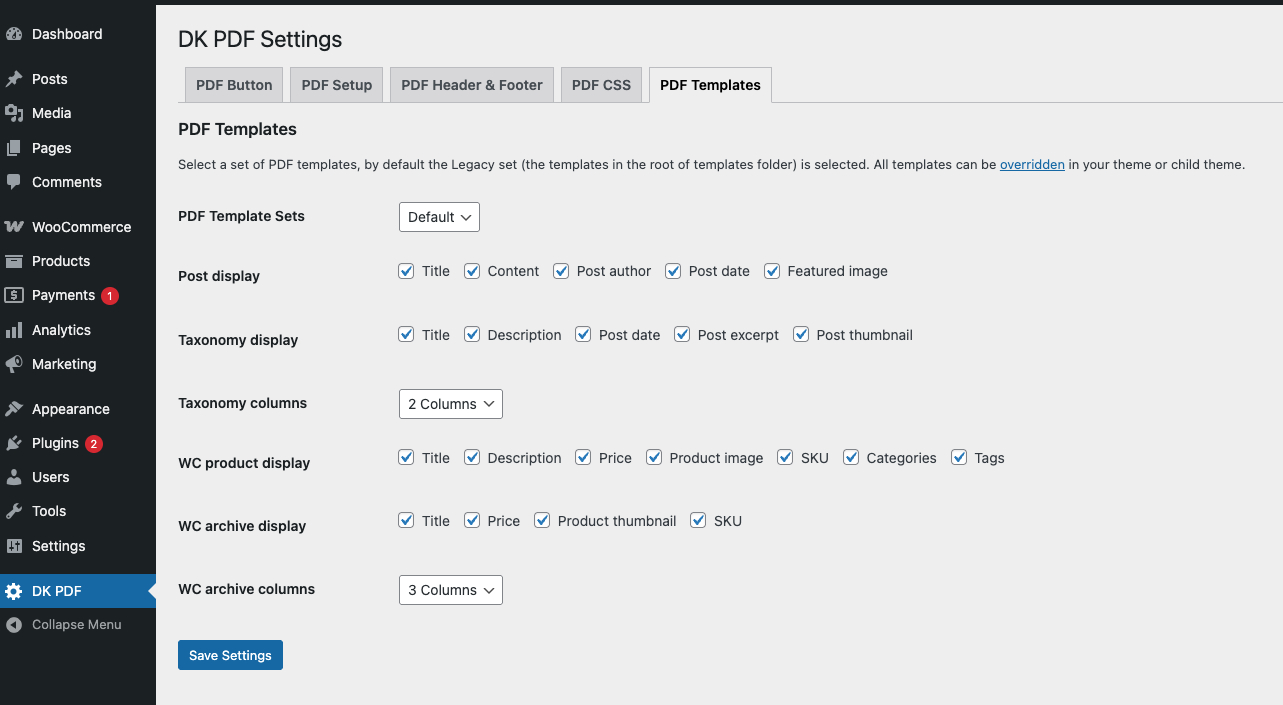 Dashboard
Posts
Media
Pages
Comments
WooCommerce
Products
Payments 1
Analytics
Marketing
Appearance
Plugins 2
Users
Tools
Settings
DK PDF
Collapse Menu
DK PDF Settings
PDF Button PDF Setup PDF Header & Footer PDF CSS PDF Templates
PDF Templates
Select a set of PDF templates, by default the Legacy set (the templates in the root of templates folder) is selected. All templates can be overridden in your theme or child theme.
PDF Template Sets Default
Post display Title Content Post author Post date Featured image
Taxonomy display Title Description Post date Post excerpt Post thumbnail
Taxonomy columns 2 Columns
WC product display Title Description Price Product image SKU Categories Tags
WC archive display Title Price Product thumbnail SKU
WC archive columns 3 Columns
Save Settings